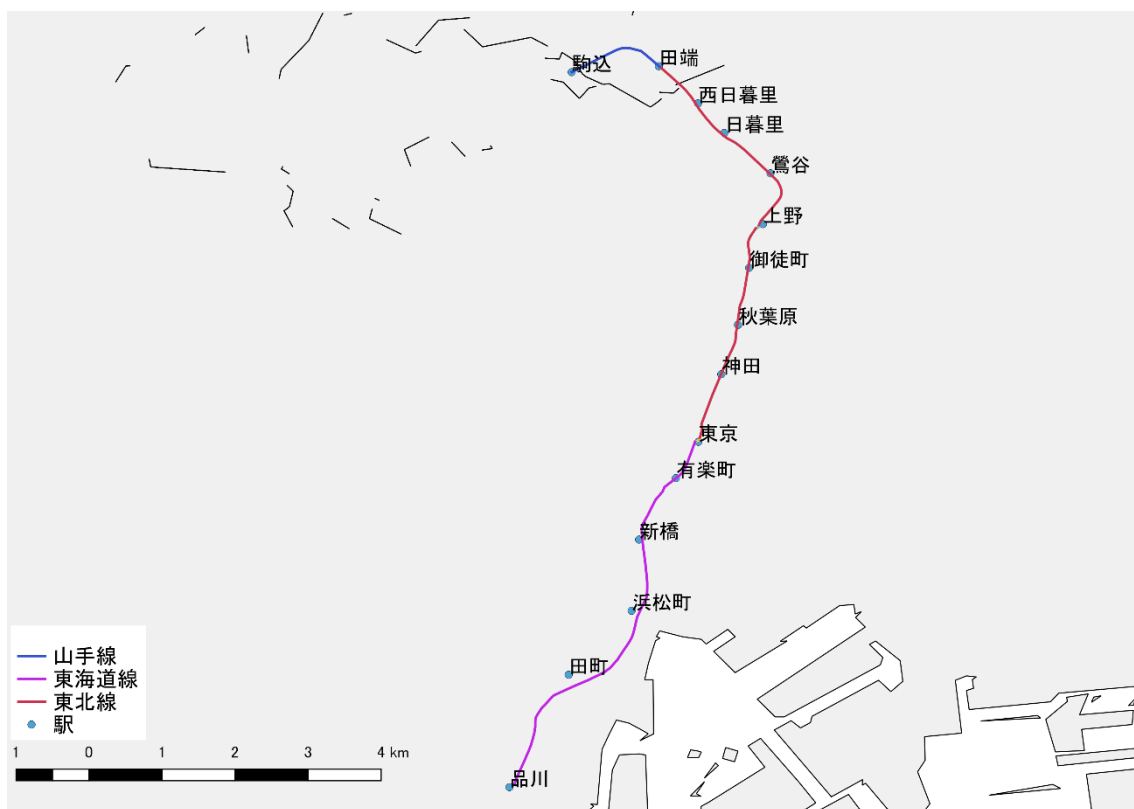 駒込
田端
西日暮里
日暮里
鶯谷
上野
御徒町
秋葉原
神田
東京
有楽町
新橋
浜松町
田町
品川
山手線
東海道線
東北線
駅
1 0 1 2 3 4 km